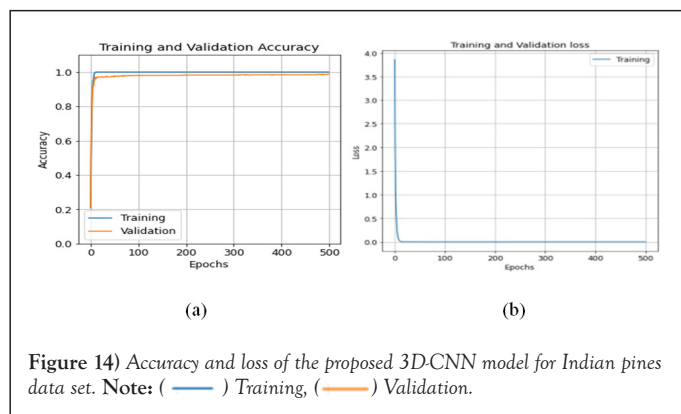 Training and Validation Accuracy
1.0
0.8
0.6
0.4
0.2
0.0
Accuracy
Training
Validation
0 100 200 300 400 500
Epochs
(a)
Training and Validation loss
4.0
3.5
3.0
2.5
2.0
1.5
1.0
0.5
0.0
Loss
Training
0 100 200 300 400 500
Epochs
(b)
Figure 14) Accuracy and loss of the proposed 3D-CNN model for Indian pines
data set. Note: ( ) Training, ( ) Validation.